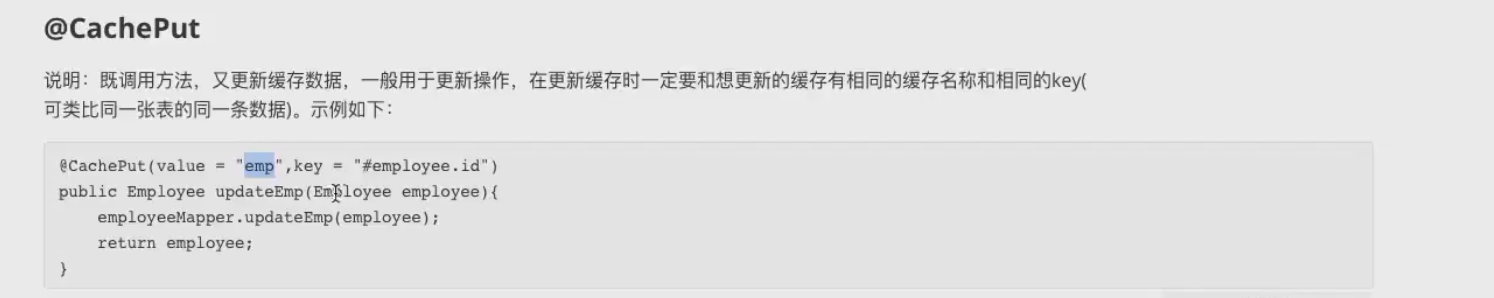 @CachePut
说明：既调用方法，又更新缓存数据，一般用于更新操作，在更新缓存时一定要和想更新的缓存有相同的缓存名称和相同的key(
可类比同一张表的同一条数据)。示例如下：
@CachePut(value = "emp",key = "#employee.id")
public Employee updateEmp(Employee employee){
    employeeMapper.updateEmp(employee);
    return employee;
}